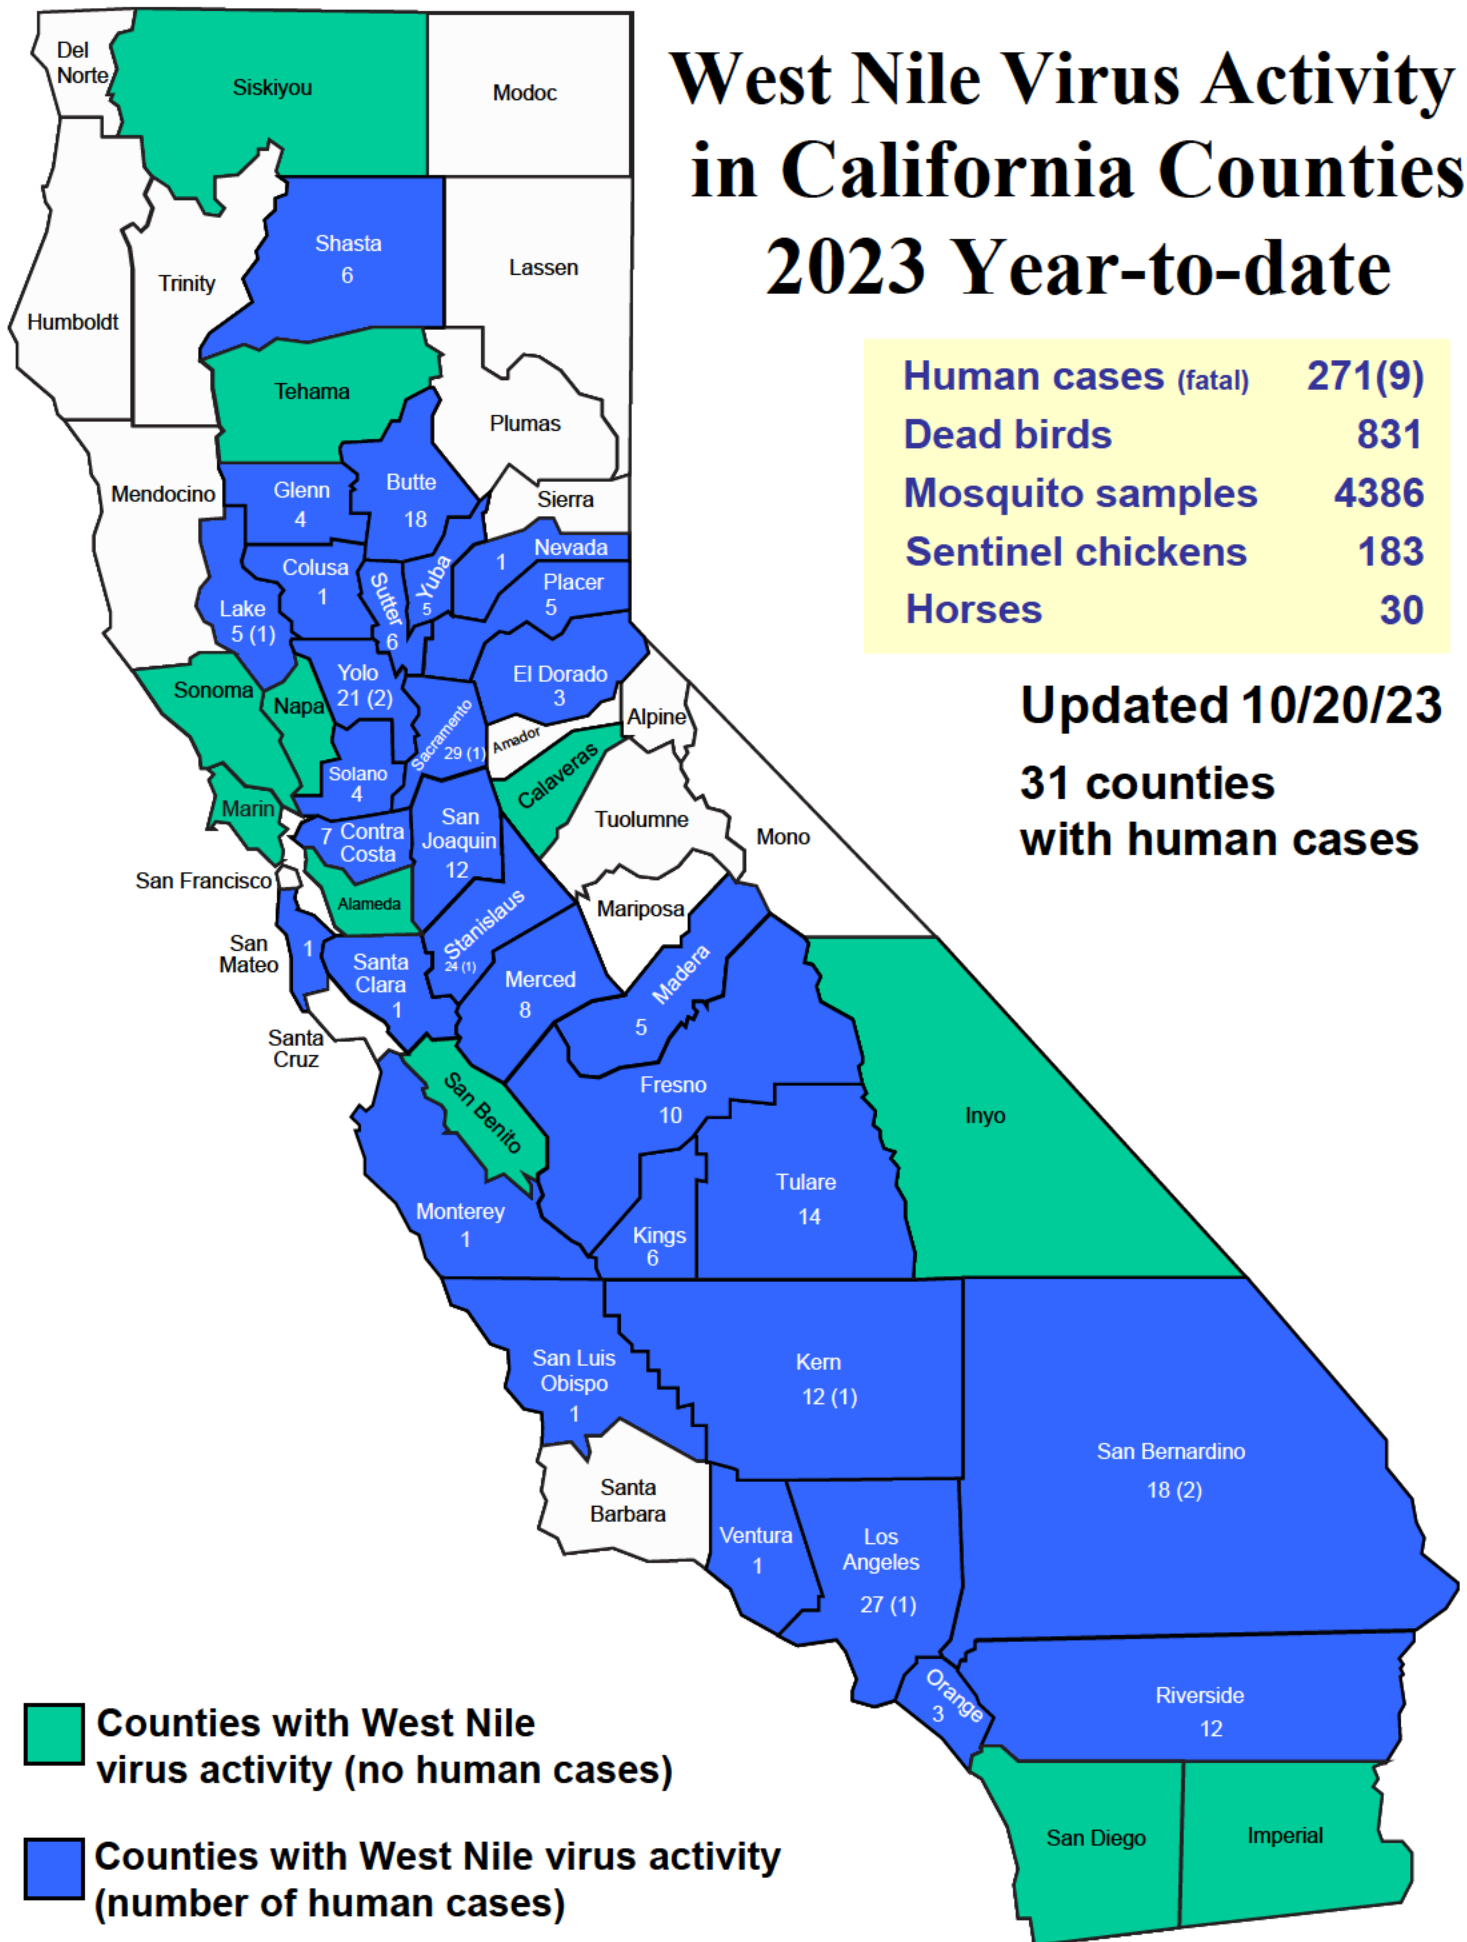 West Nile Virus Activity
in California Counties
2023 Year-to-date
Human cases (fatal) 271(9)
Dead birds 831
Mosquito samples 4386
Sentinel chickens 183
Horses 30
Updated 10/20/23
31 counties
with human cases
Del
Norte
Siskiyou
Modoc
Shasta
6
Lassen
Trinity
Humboldt
Tehama
Plumas
Mendocino
Glenn
4
Butte
18
Sierra
Nevada
1
Colusa
1
Sutter
6
Yuba
5
Placer
5
Lake
5 (1)
Yolo
21 (2)
El Dorado
3
Sonoma
Napa
Sacramento
29 (1)
Amador
Alpine
Solano
4
Calaveras
Marin
7 Contra
Costa
San
Joaquin
12
Tuolumne
Mono
San Francisco
Alameda
Stanislaus
24 (1)
Mariposa
San
Mateo
1
Santa
Clara
1
Merced
8
Madera
5
Santa
Cruz
San Benito
Fresno
10
Inyo
Monterey
1
Kings
6
Tulare
14
San Luis
Obispo
1
Kern
12 (1)
San Bernardino
18 (2)
Santa
Barbara
Ventura
1
Los
Angeles
27 (1)
Orange
3
Riverside
12
San Diego
Imperial
Counties with West Nile
virus activity (no human cases)
Counties with West Nile virus activity
(number of human cases)